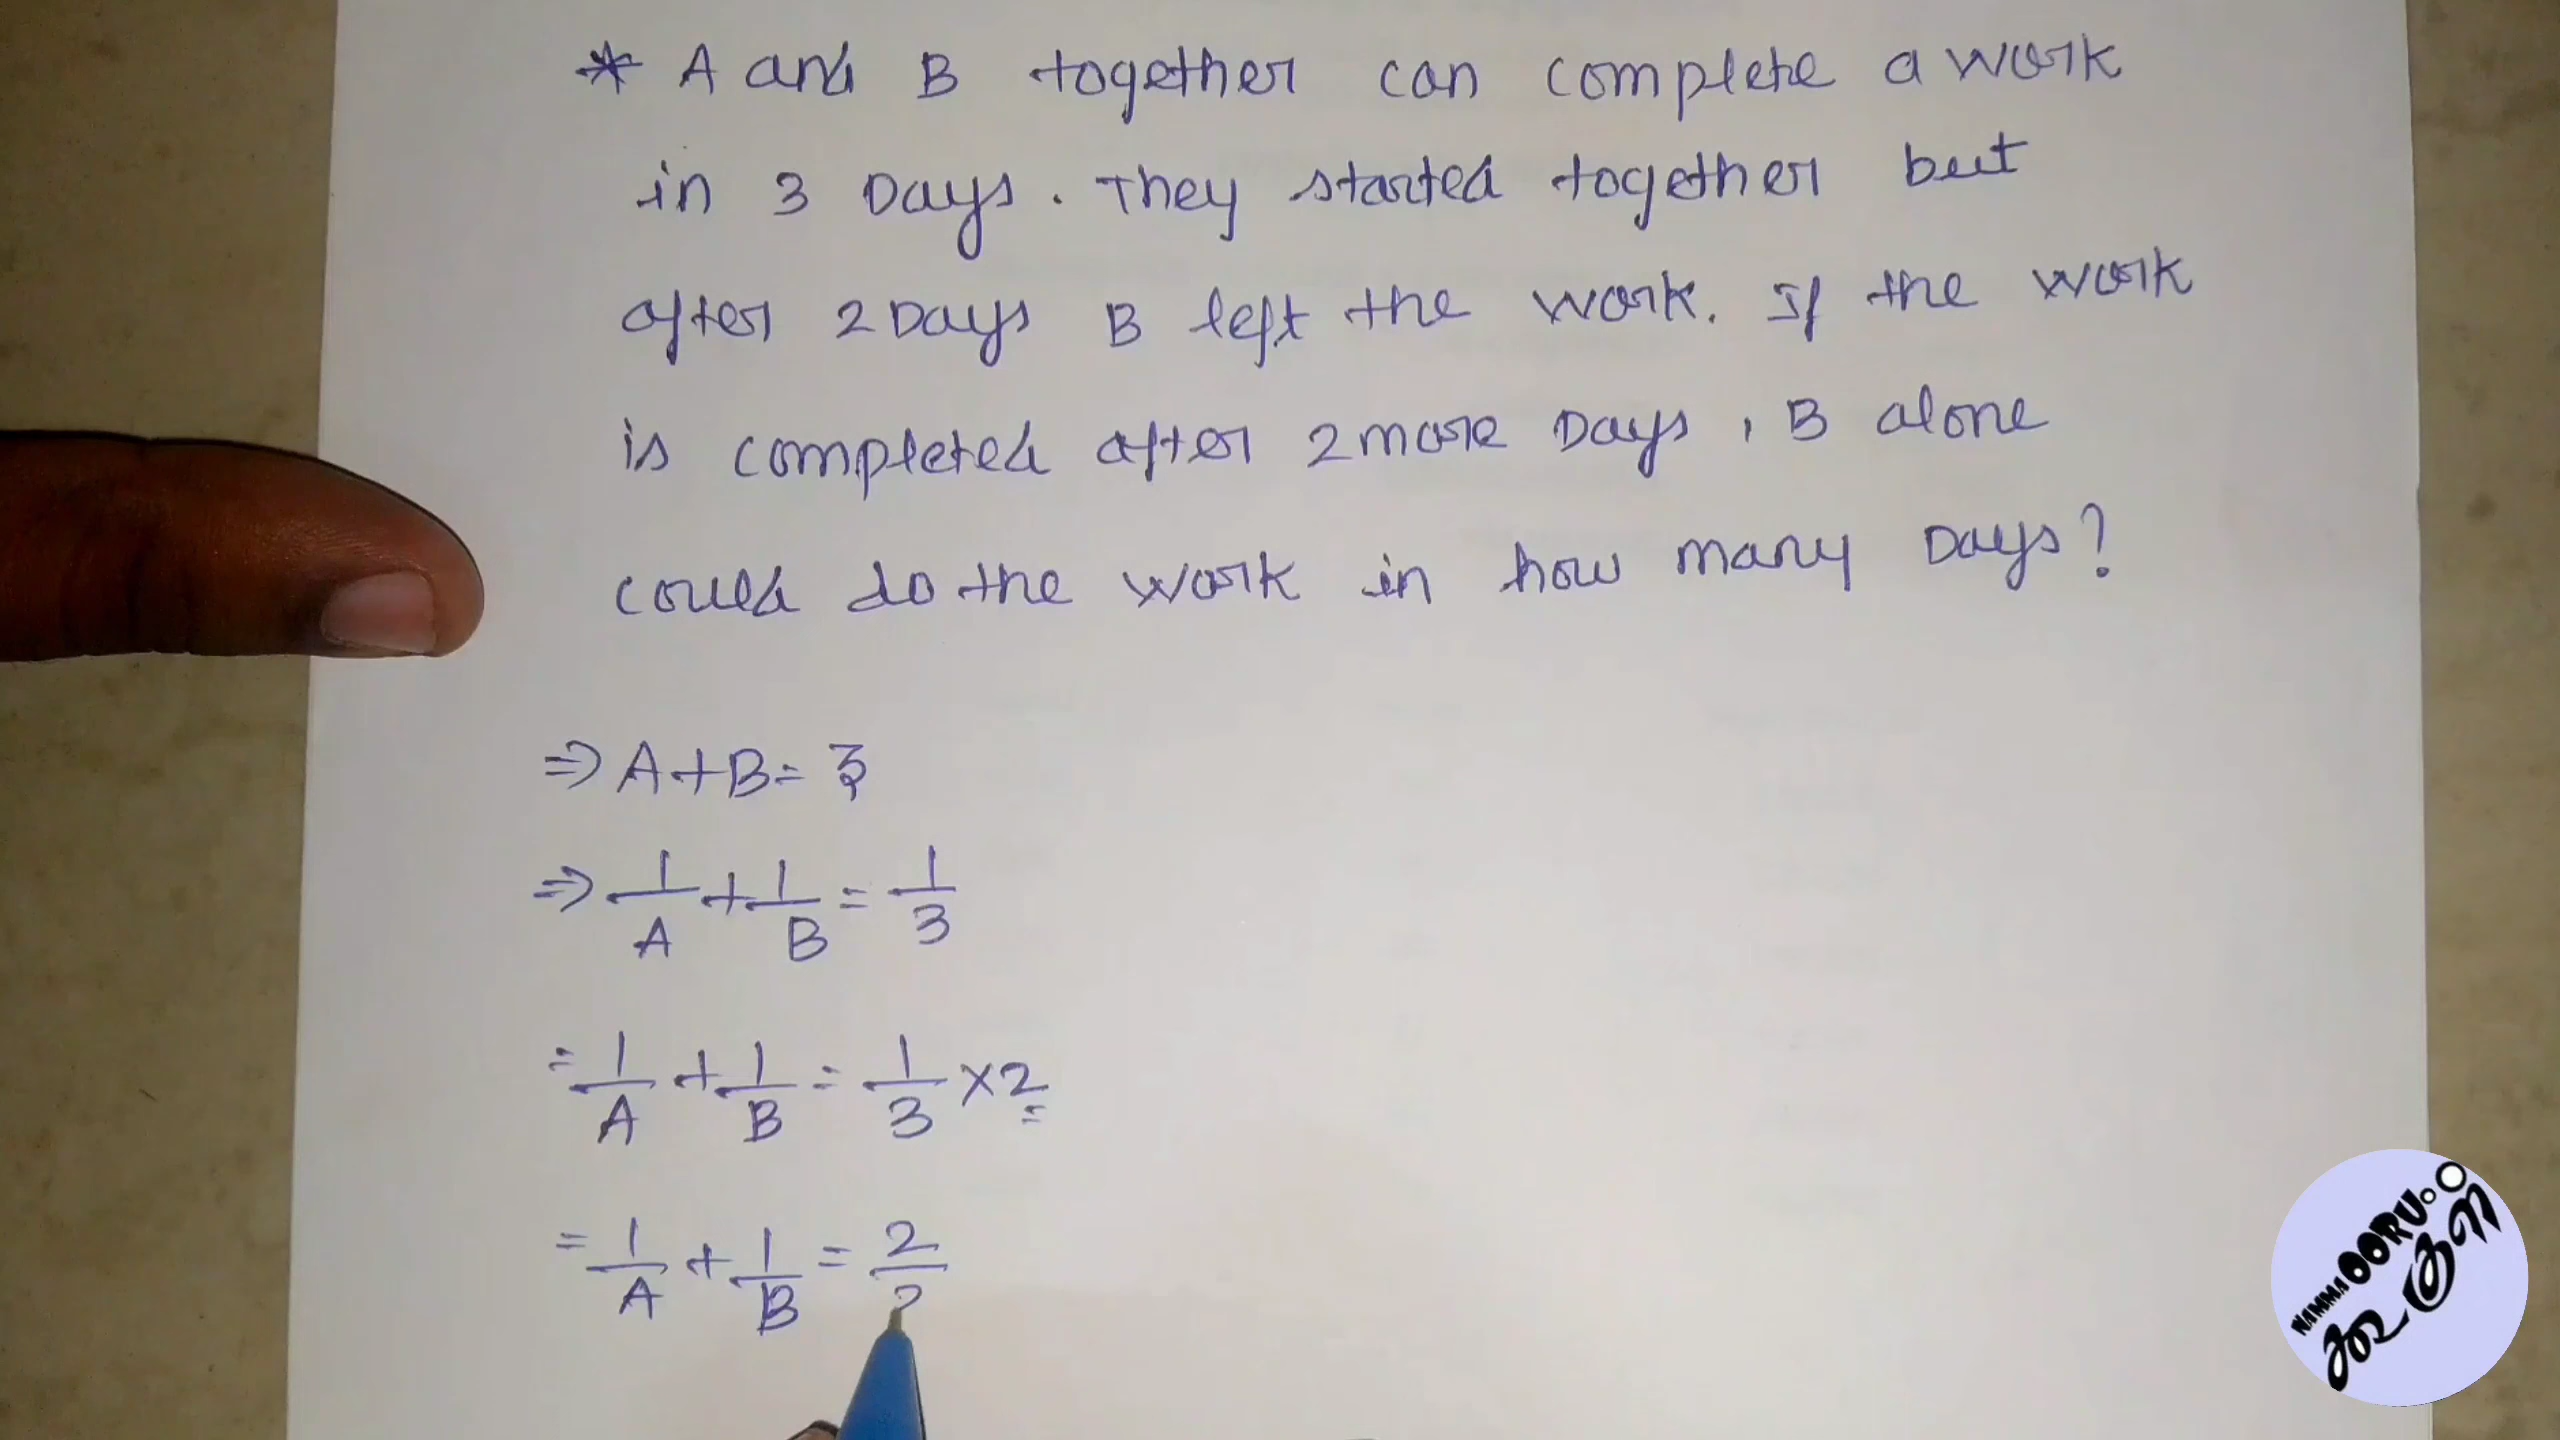 * A and B together can complete a work
in 3 Days. They started together but
after 2 Days B left the work. If the work
is completed after 2 more Days, B alone
could do the work in how many Days?
⇒ A+B= 3
⇒ 1/A + 1/B = 1/3
= 1/A + 1/B = 1/3 ×2
= 1/A + 1/B = 2/
NAMMA OORU